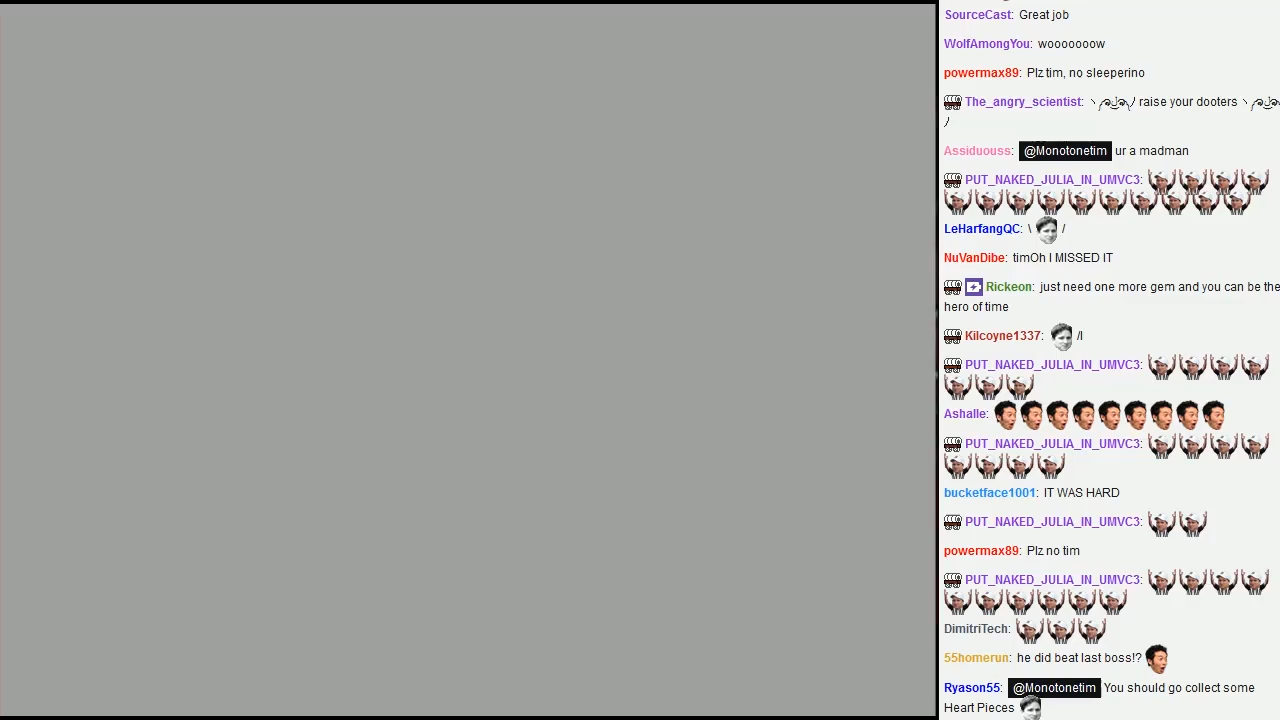 SourceCast: Great job
WolfAmongYou: wooooooow
powermax89: Plz tim, no sleeperino
The_angry_scientist: raise your dooters
Assiduouss: @Monotonetim ur a madman
PUT_NAKED_JULIA_IN_UMVC3:
LeHarfangQC: \ /
NuVanDibe: timOh I MISSED IT
Rickeon: just need one more gem and you can be the
hero of time
Kilcoyne1337: /l
PUT_NAKED_JULIA_IN_UMVC3:
Ashalle:
PUT_NAKED_JULIA_IN_UMVC3:
bucketface1001: IT WAS HARD
PUT_NAKED_JULIA_IN_UMVC3:
powermax89: Plz no tim
PUT_NAKED_JULIA_IN_UMVC3:
DimitriTech:
55homerun: he did beat last boss!?
Ryason55: @Monotonetim You should go collect some
Heart Pieces